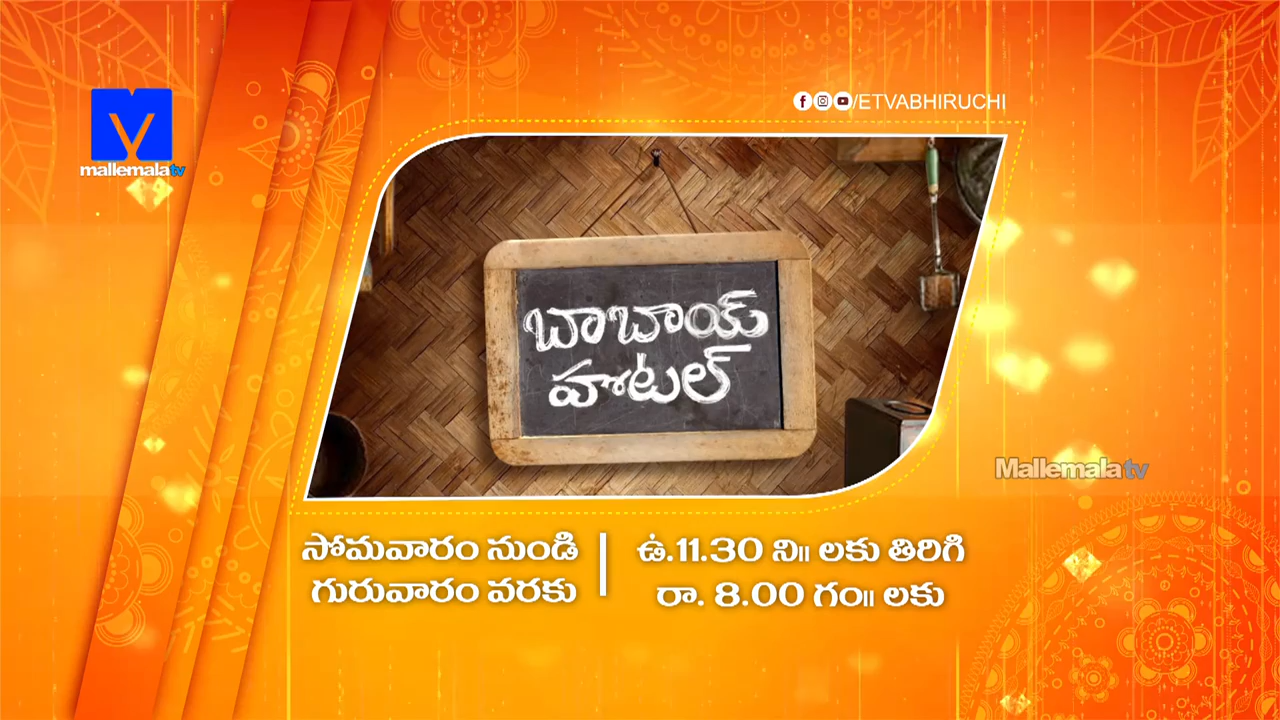 mallemalatv
/ETVABHIRUCHI
బాబాయ్
హోటల్
Mallemalatv
సోమవారం నుండి
గురువారం వరకు
ఉ.11.30 ని॥ లకు తిరిగి
రా. 8.00 గం॥ లకు